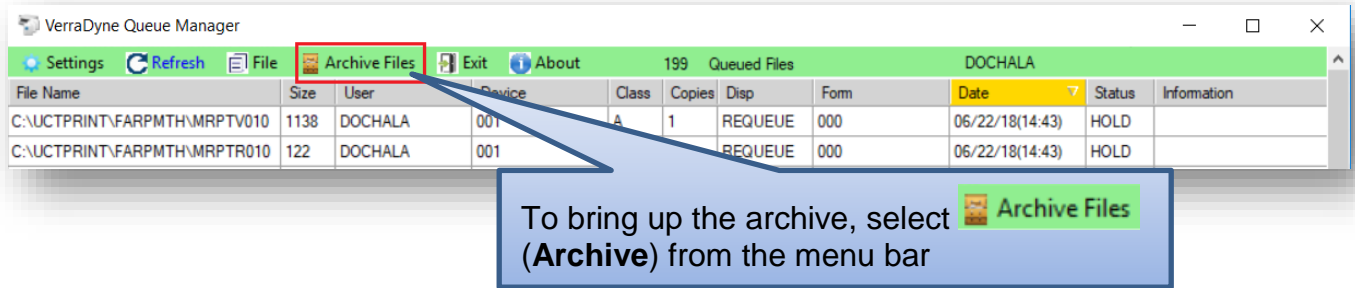 VerraDyne Queue Manager
Settings Refresh File Archive Files Exit About 199 Queued Files DOCHALA
File Name Size User Device Class Copies Disp Form Date Status Information
C:\UCTPRINT\FARPMTH\MRPTV010 1138 DOCHALA 001 A 1 REQUEUE 000 06/22/18(14:43) HOLD
C:\UCTPRINT\FARPMTH\MRPTR010 122 DOCHALA 001 REQUEUE 000 06/22/18(14:43) HOLD
To bring up the archive, select Archive Files
(Archive) from the menu bar